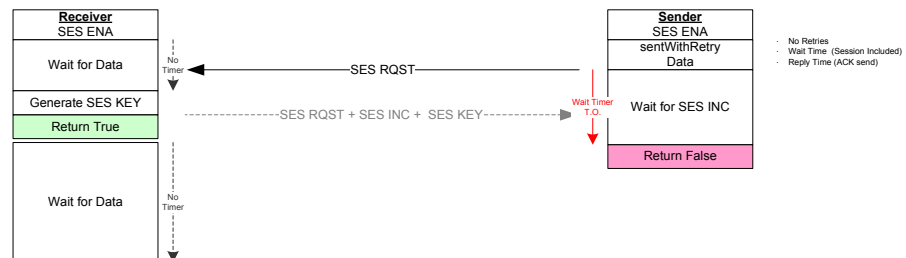 Receiver
SES ENA
Wait for Data
No
Timer
Generate SES KEY
Return True
Wait for Data
No
Timer
SES RQST
SES RQST + SES INC + SES KEY
Wait Timer
T.O.
Sender
SES ENA
sentWithRetry
Data
Wait for SES INC
Return False
· No Retries
· Wait Time (Session Included)
· Reply Time (ACK send)